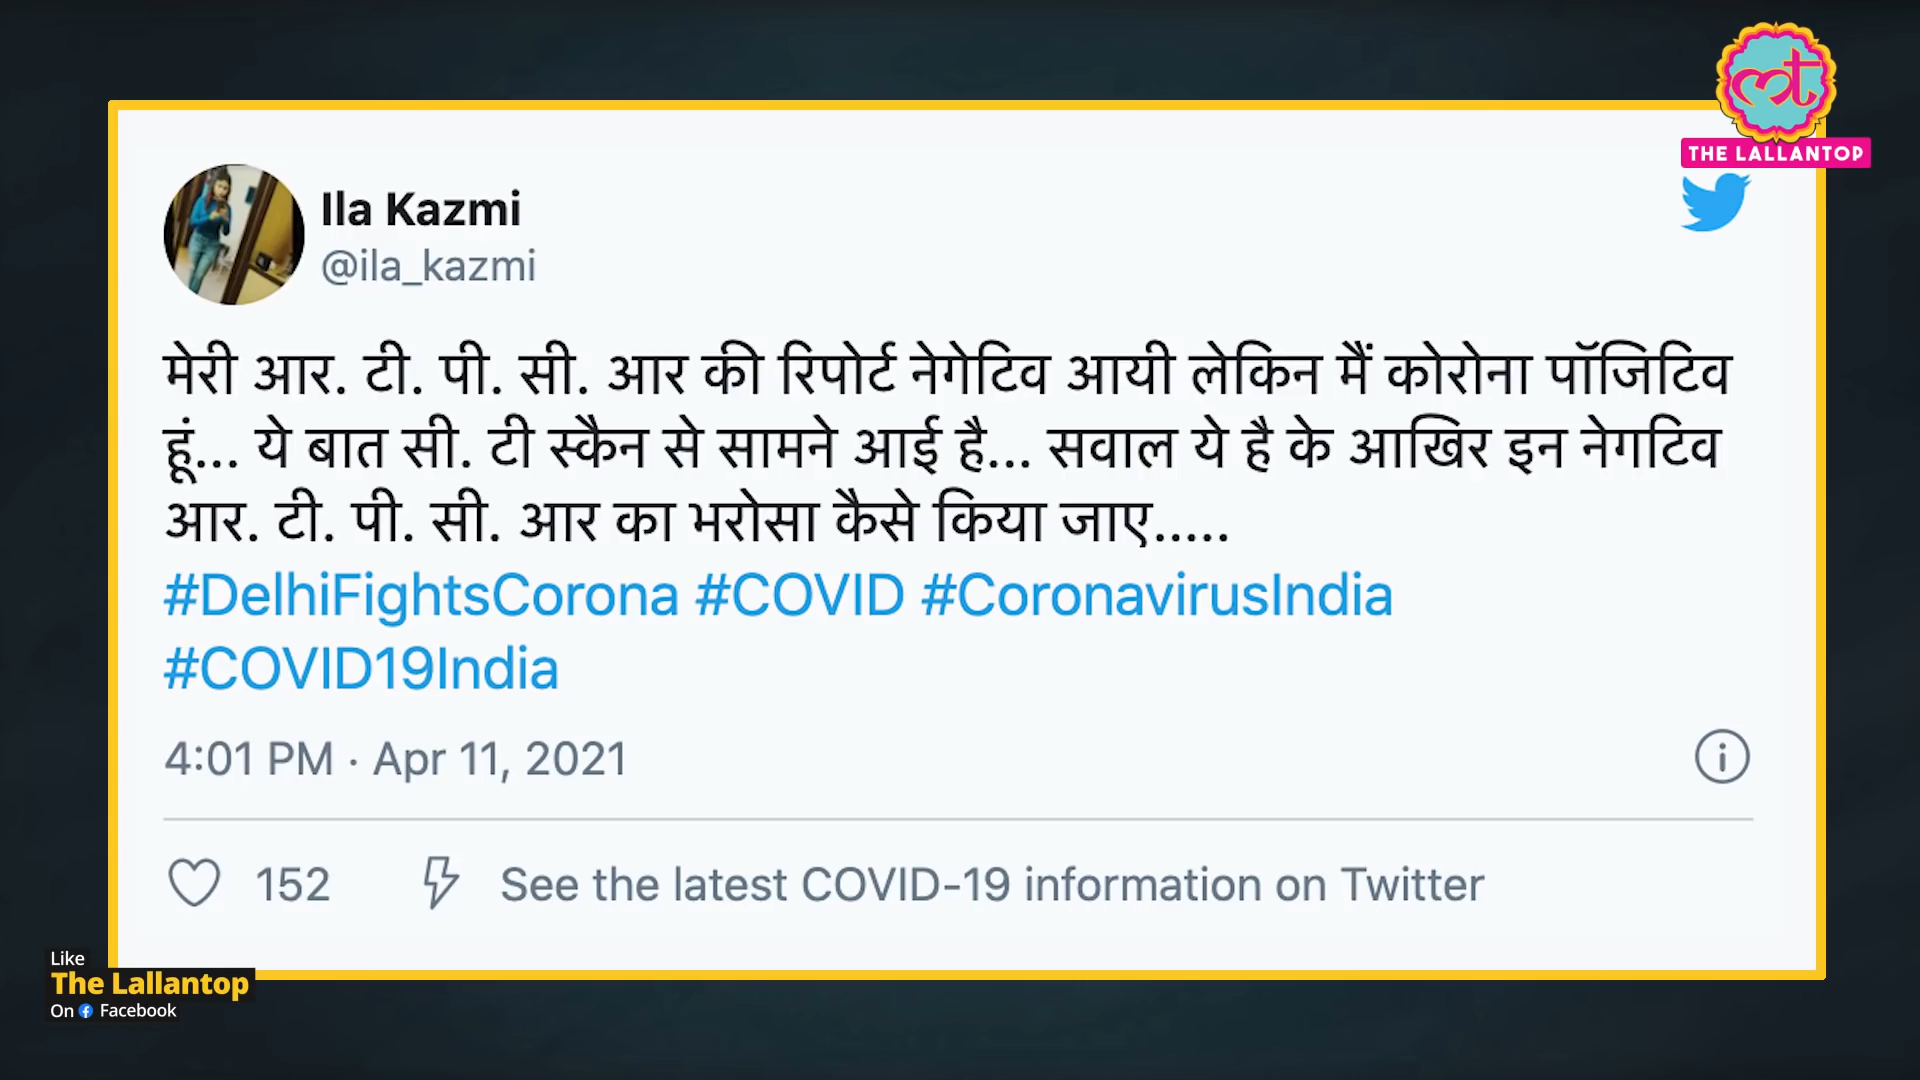 THE LALLANTOP
Ila Kazmi
@ila_kazmi
मेरी आर. टी. पी. सी. आर की रिपोर्ट नेगेटिव आयी लेकिन मैं कोरोना पॉजिटिव
हूं... ये बात सी. टी स्कैन से सामने आई है... सवाल ये है के आखिर इन नेगटिव
आर. टी. पी. सी. आर का भरोसा कैसे किया जाए.....
#DelhiFightsCorona #COVID #CoronavirusIndia
#COVID19India
4:01 PM · Apr 11, 2021
152 See the latest COVID-19 information on Twitter
Like
The Lallantop
On Facebook